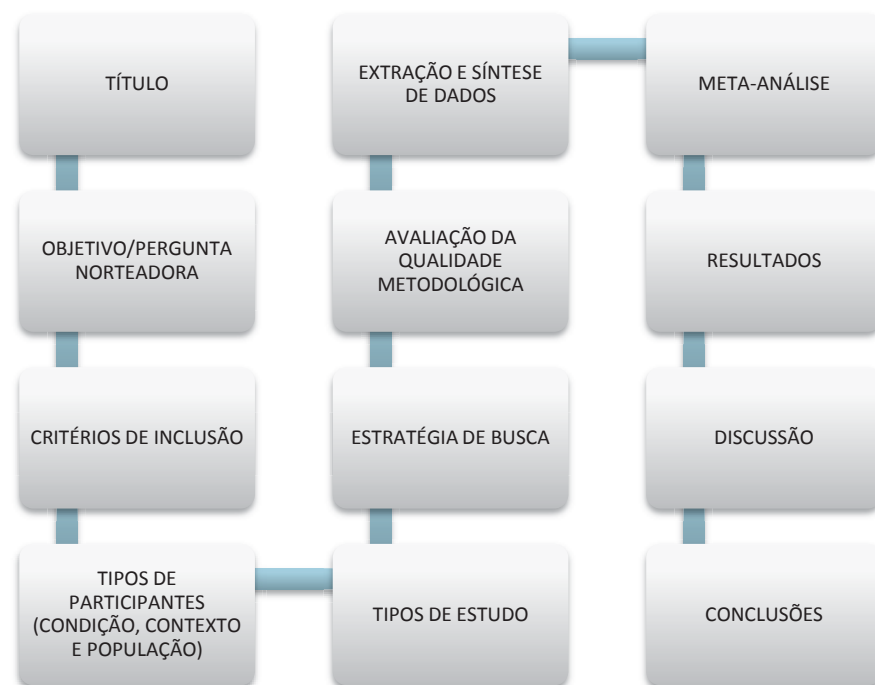 TÍTULO
OBJETIVO/PERGUNTA
NORTEADORA
CRITÉRIOS DE INCLUSÃO
TIPOS DE
PARTICIPANTES
(CONDIÇÃO, CONTEXTO
E POPULAÇÃO)
TIPOS DE ESTUDO
ESTRATÉGIA DE BUSCA
AVALIAÇÃO DA
QUALIDADE
METODOLÓGICA
EXTRAÇÃO E SÍNTESE
DE DADOS
META-ANÁLISE
RESULTADOS
DISCUSSÃO
CONCLUSÕES